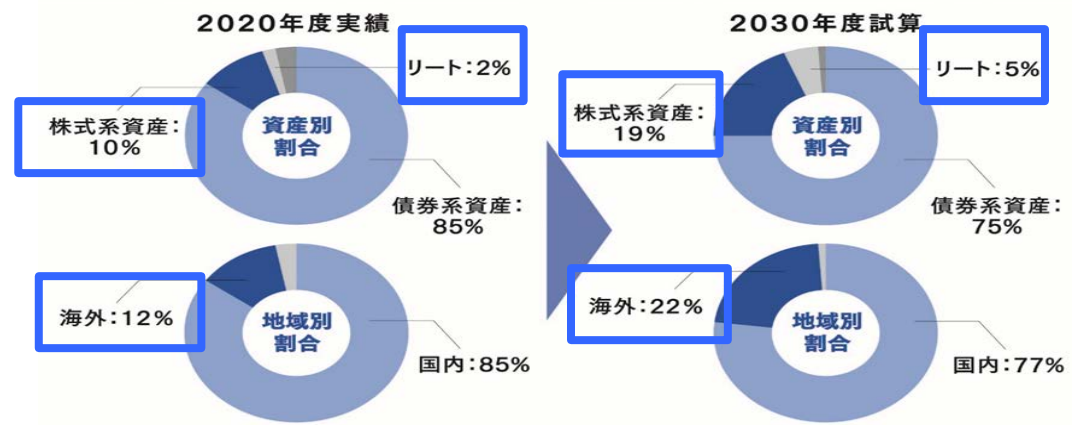 2020年度実績
リート:2%
株式系資産:
10%
資産別
割合
債券系資産:
85%
海外:12%
地域別
割合
国内:85%
2030年度試算
リート:5%
株式系資産:
19%
資産別
割合
債券系資産:
75%
海外:22%
地域別
割合
国内:77%